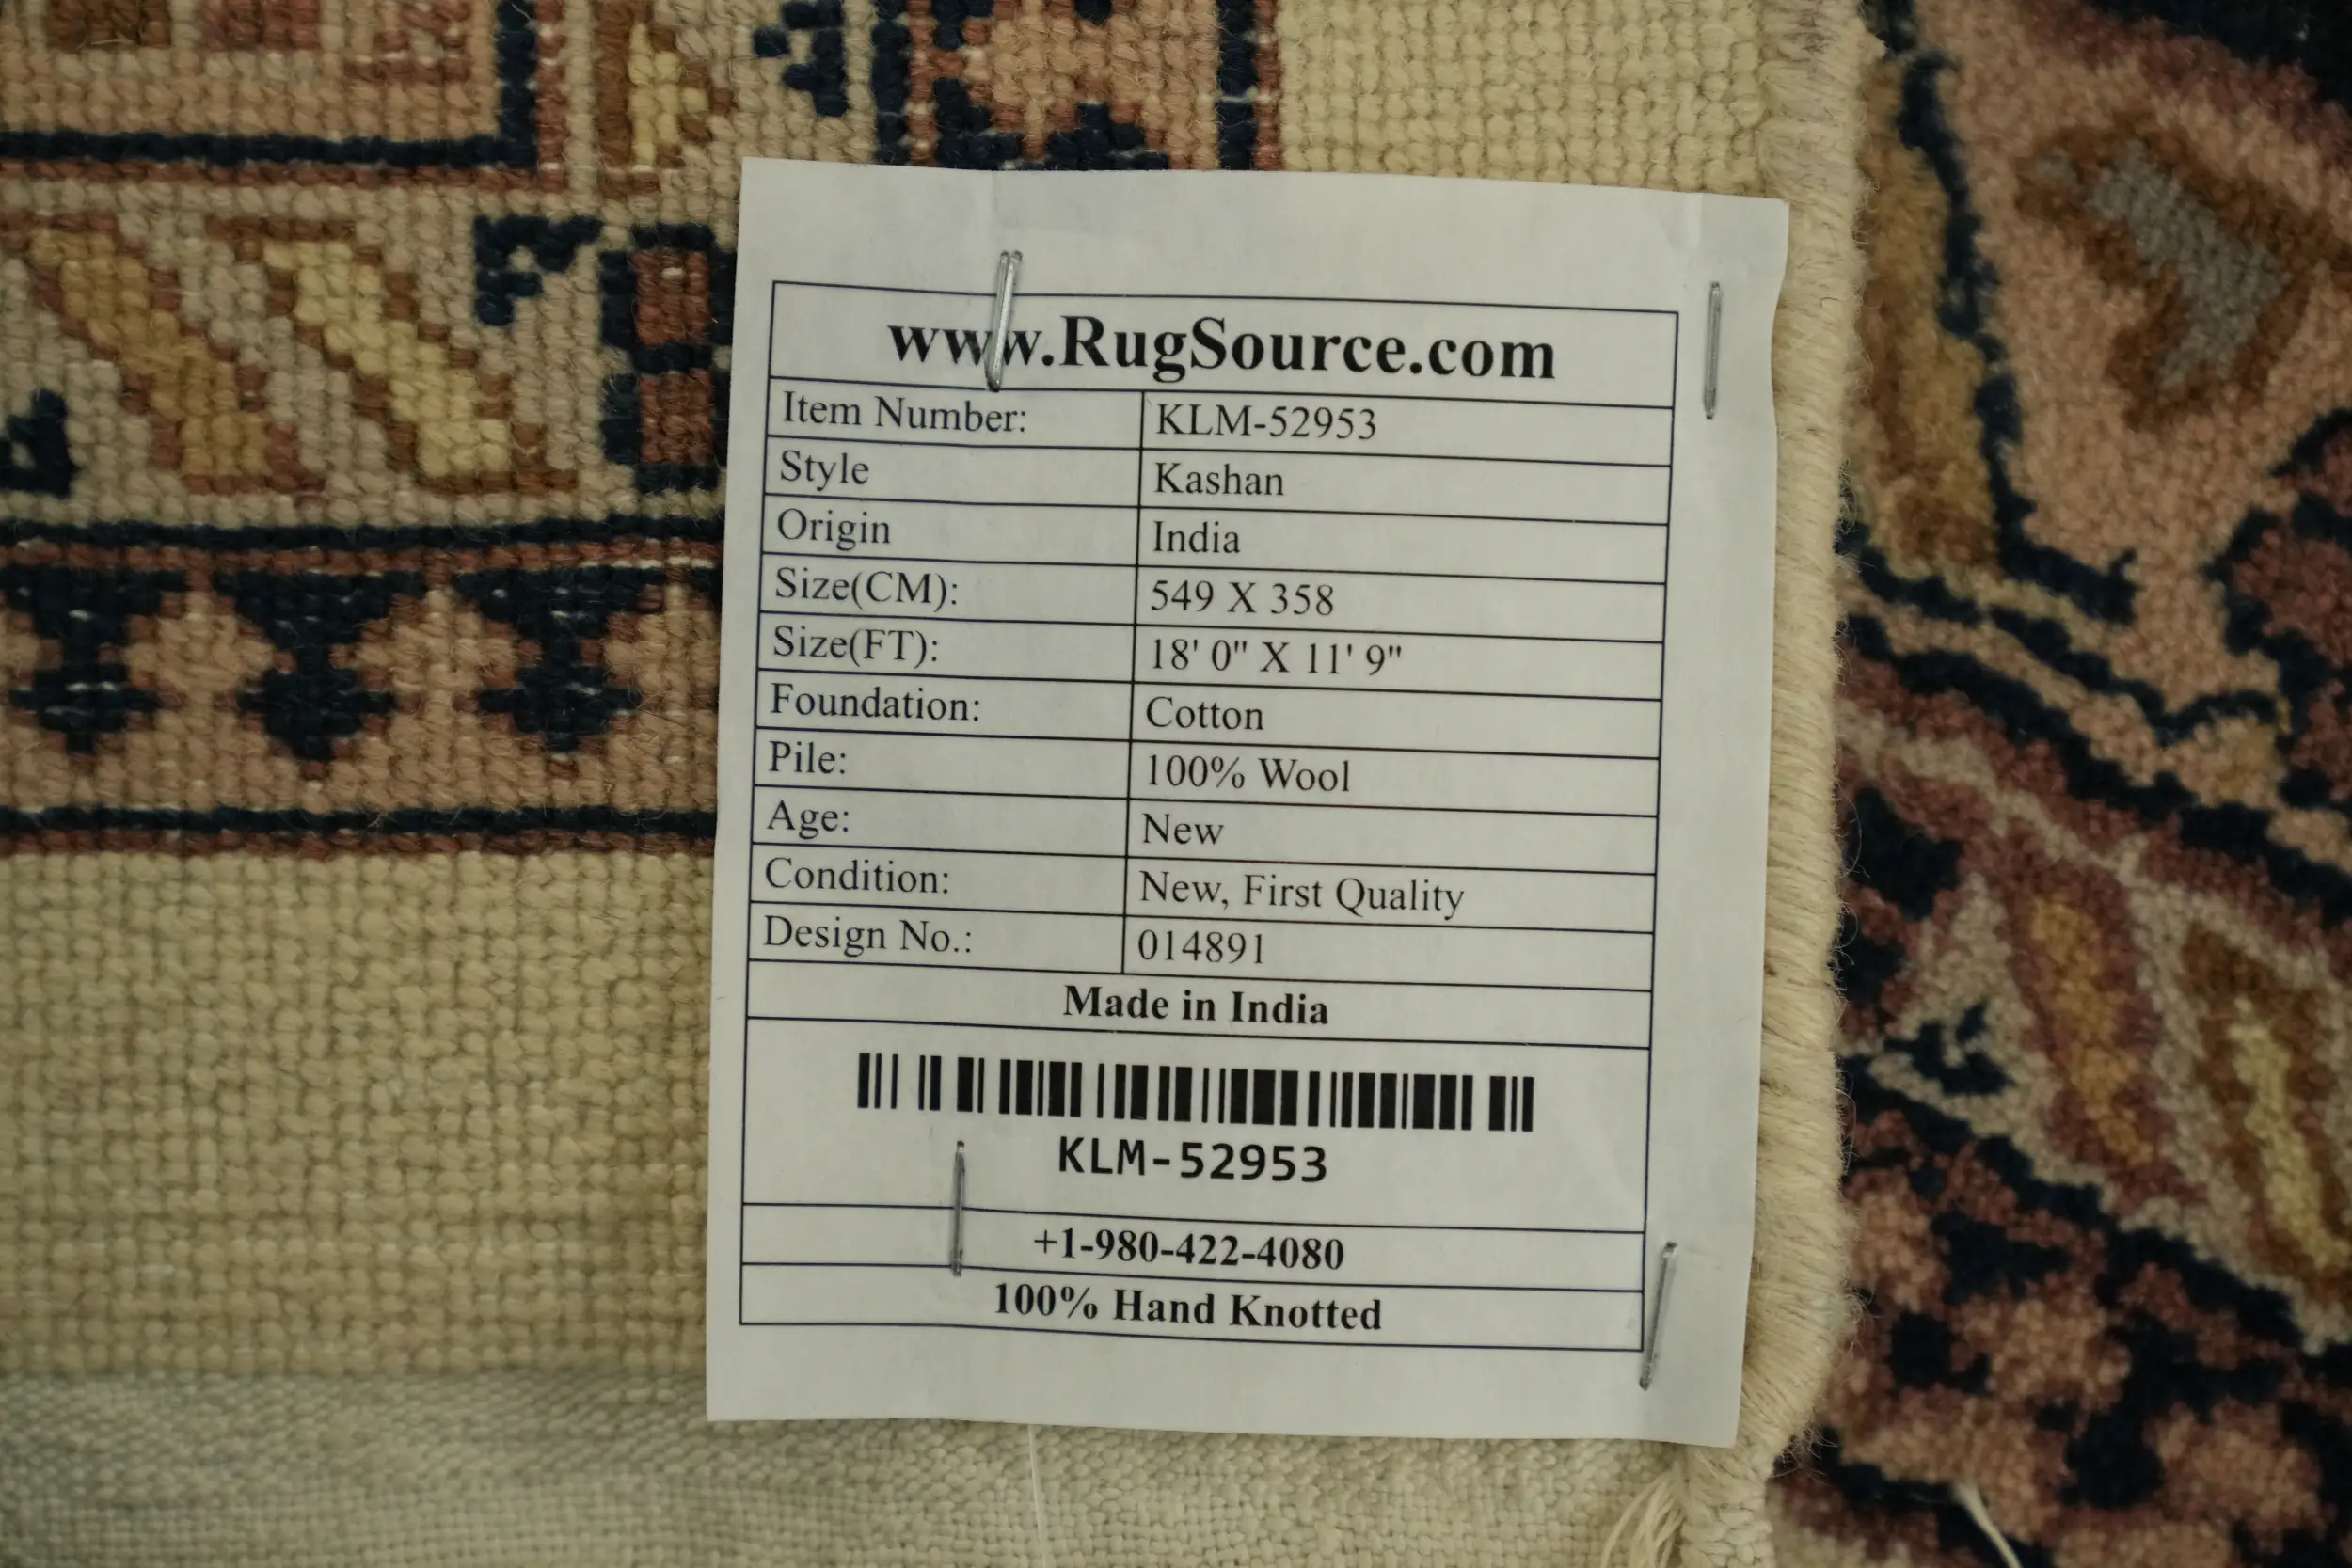 www.RugSource.com
Item Number: KLM-52953
Style Kashan
Origin India
Size(CM): 549 X 358
Size(FT): 18' 0" X 11' 9"
Foundation: Cotton
Pile: 100% Wool
Age: New
Condition: New, First Quality
Design No.: 014891
Made in India
KLM-52953
+1-980-422-4080
100% Hand Knotted